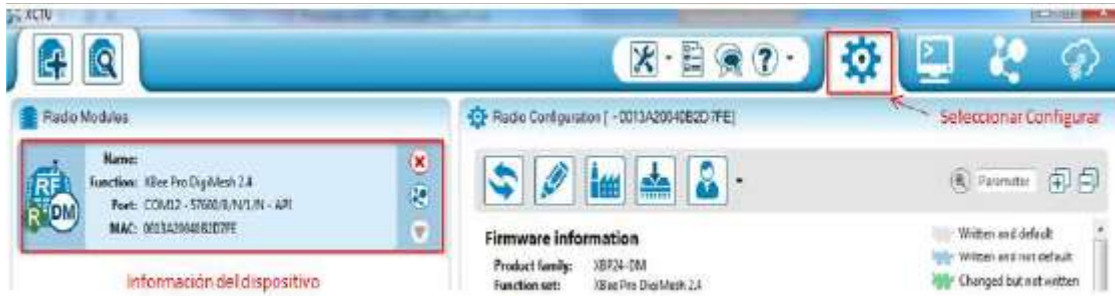 XCTU
Radio Modules
Name:
Function: XBee Pro DigiMesh 2.4
Port: COM12 - 57600/8/N/1/N - API
MAC: 0013A20040B2D7FE
Información del dispositivo
Radio Configuration [ - 0013A20040B2D7FE]
Seleccionar Configurar
Parameter
Firmware information
Product family: XBP24-DM
Function set: XBee Pro DigiMesh 2.4
Written and default
Written and not default
Changed but not written